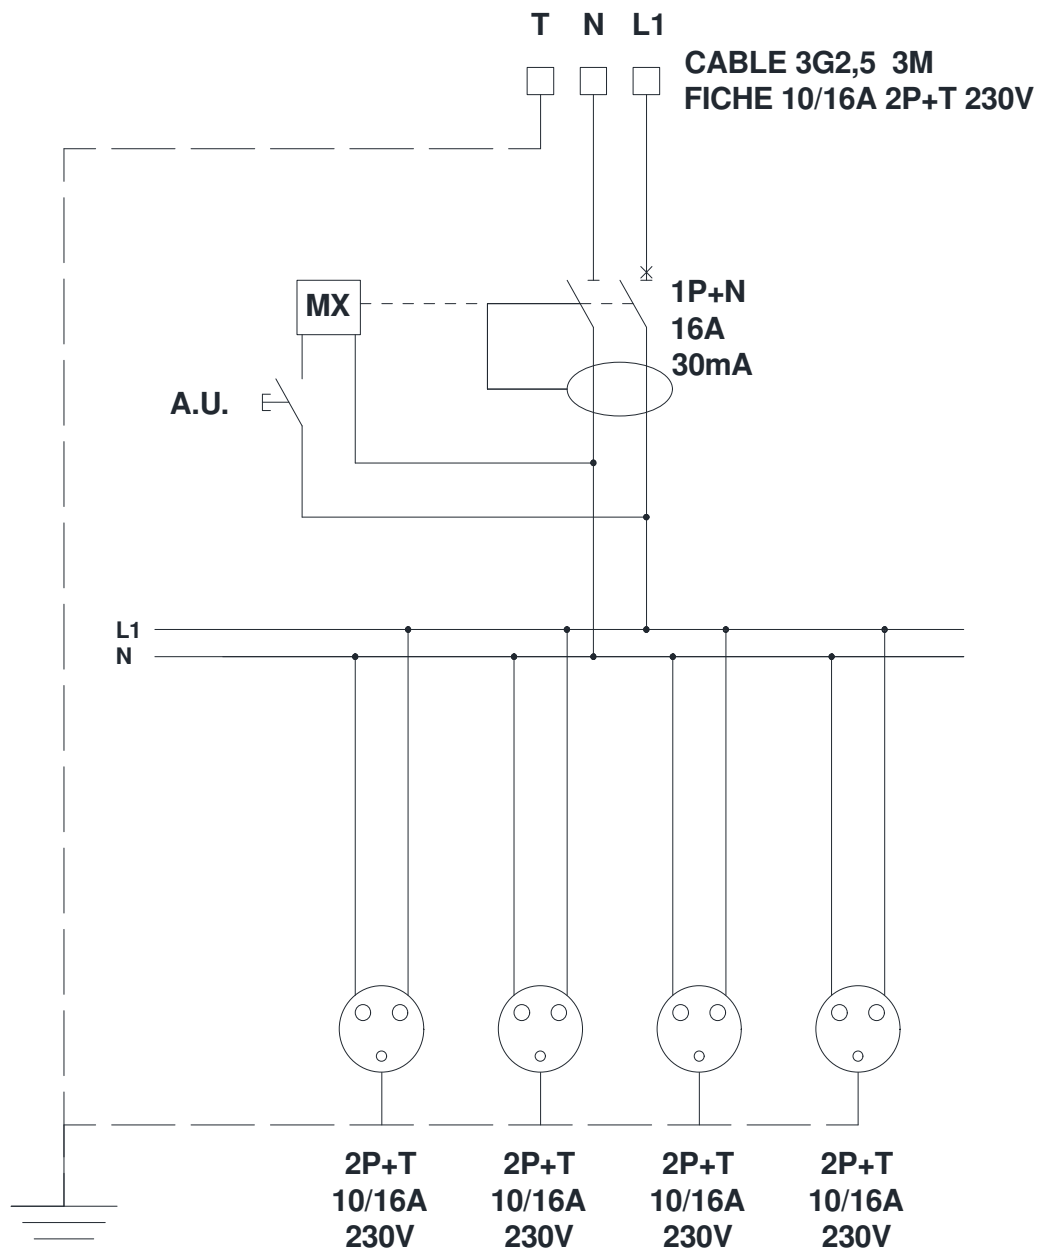 T N L1
CABLE 3G2,5 3M
FICHE 10/16A 2P+T 230V
MX
1P+N
16A
30mA
A.U.
L1
N
2P+T 2P+T 2P+T 2P+T
10/16A 10/16A 10/16A 10/16A
230V 230V 230V 230V